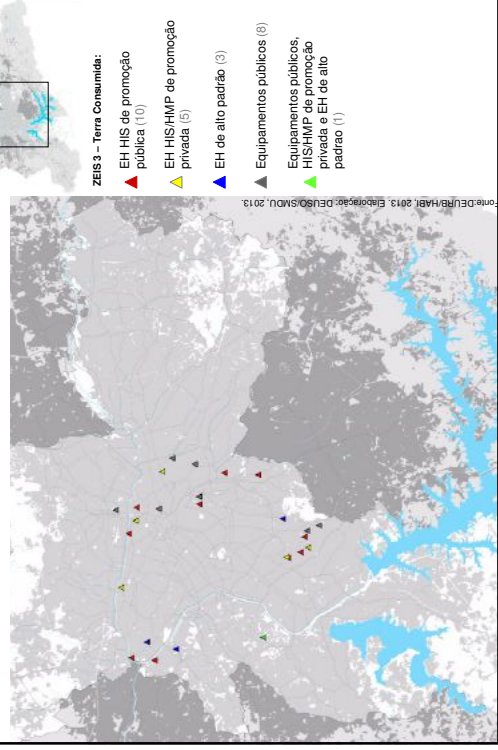 ZEIS 3 – Terra Consumida:
EH HIS de promoção
pública (10)
EH HIS/HMP de promoção
privada (5)
EH de alto padrão (3)
Equipamentos públicos (8)
Equipamentos públicos,
HIS/HMP de promoção
privada e EH de alto
padrao (1)
Fonte:DEURB/HABI, 2013. Elaboração: DEUSO/SMDU, 2013.